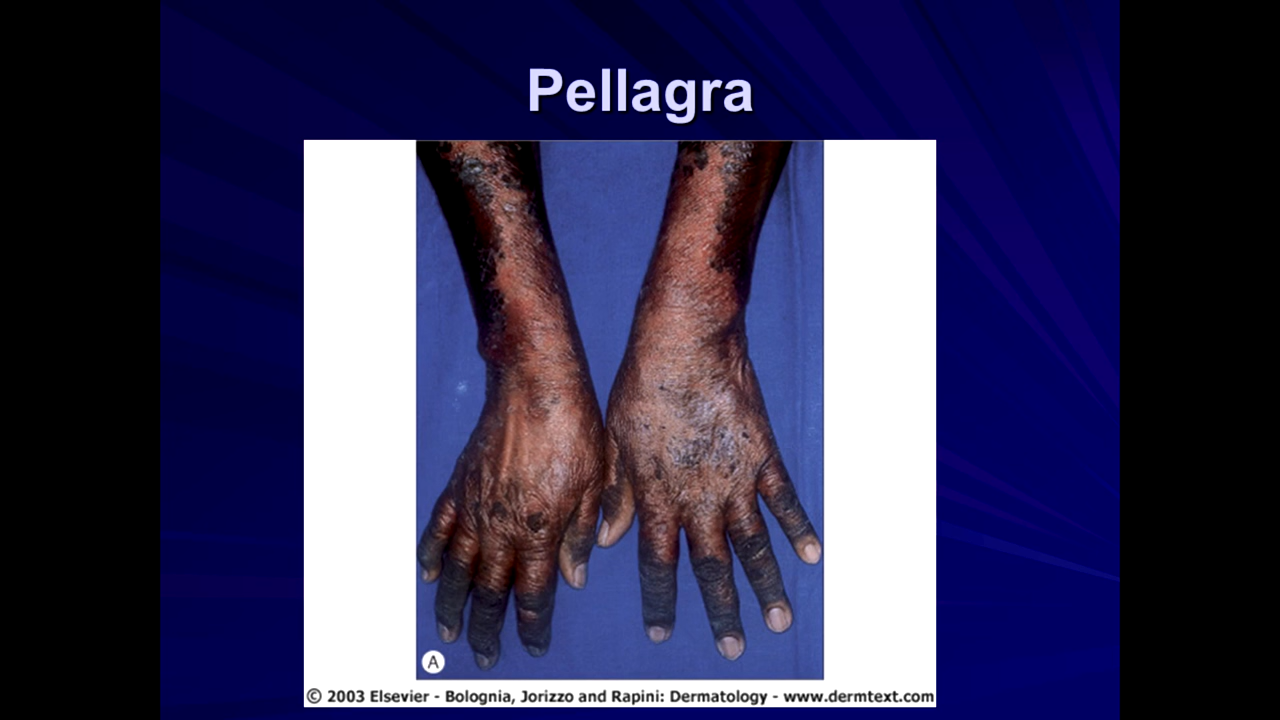 Pellagra
A
© 2003 Elsevier - Bolognia, Jorizzo and Rapini: Dermatology - www.dermtext.com